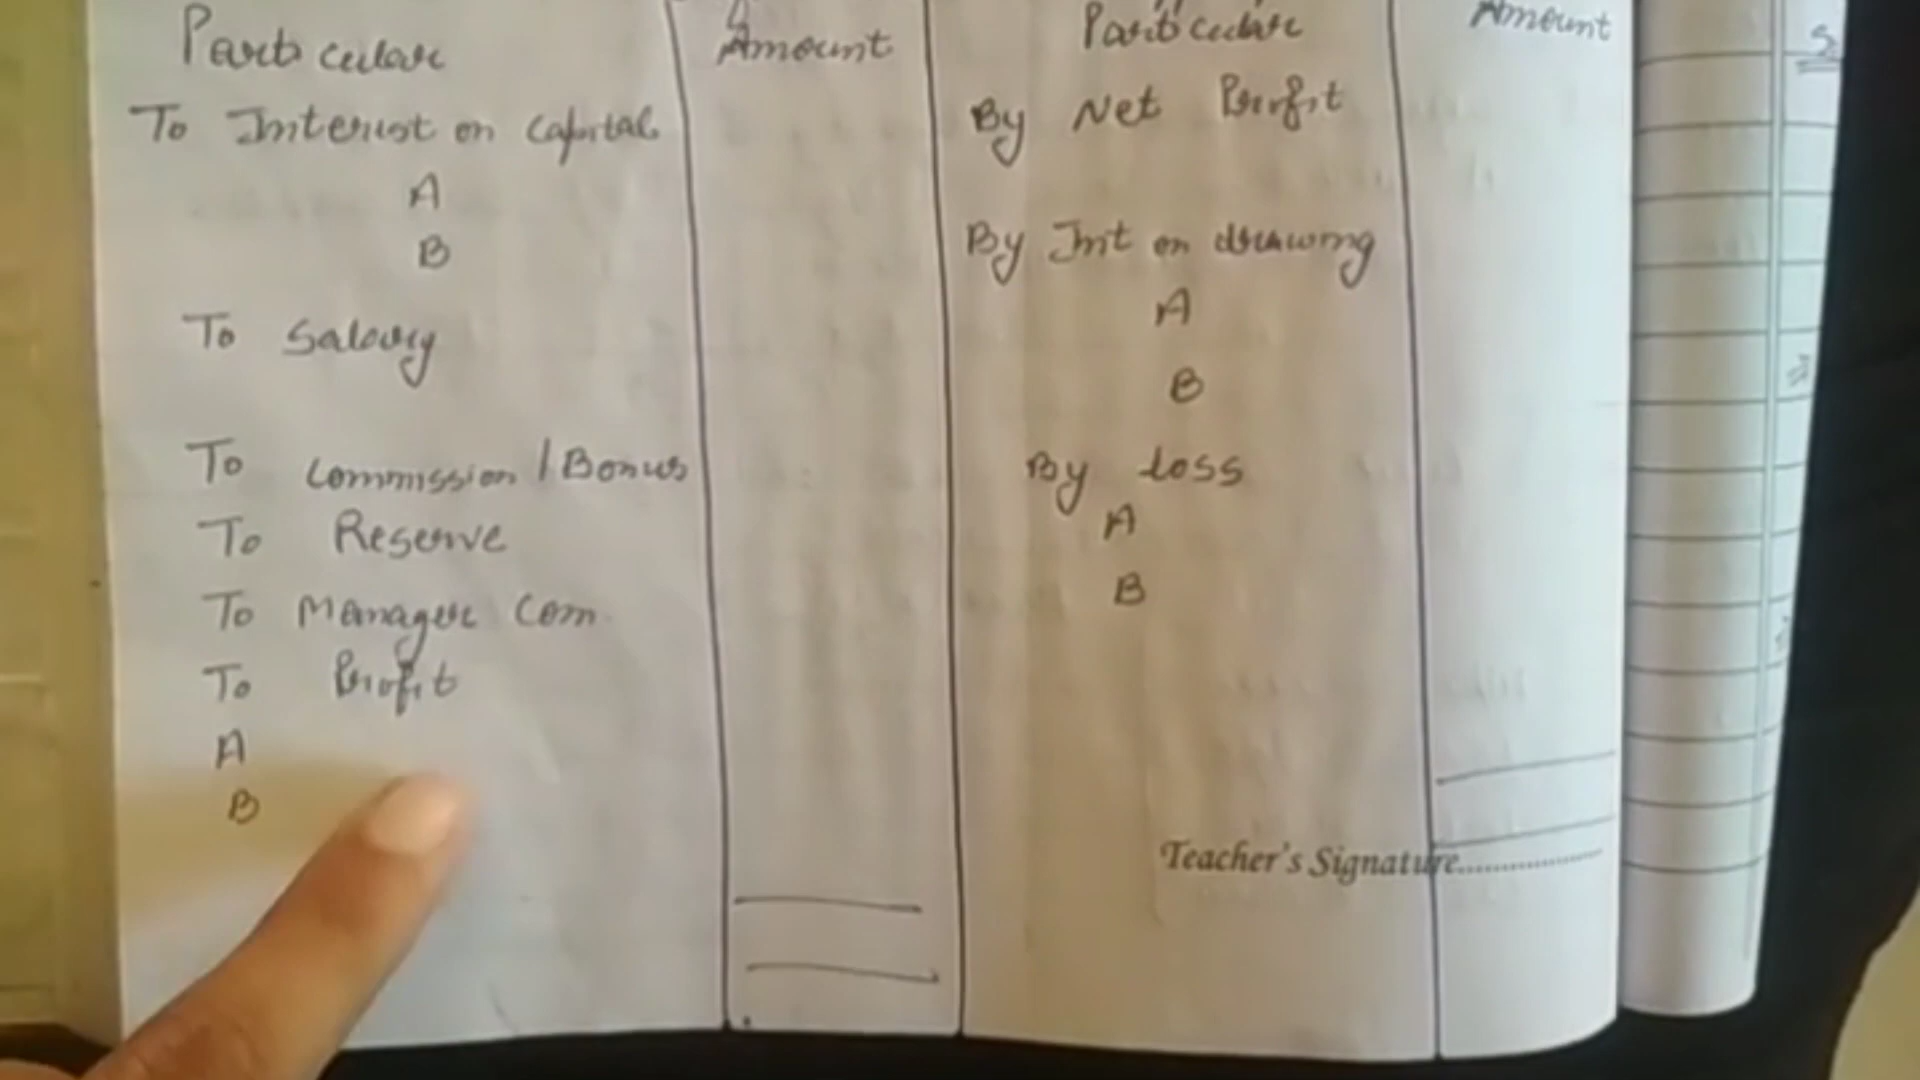 Particular
Amount
To Interest on Capital
A
B
To Salary
To Commission / Bonus
To Reserve
To Manager Com.
To Profit
A
B
Particular
Amount
By Net Profit
By Int on drawing
A
B
By Loss
A
B
Teacher's Signature..................